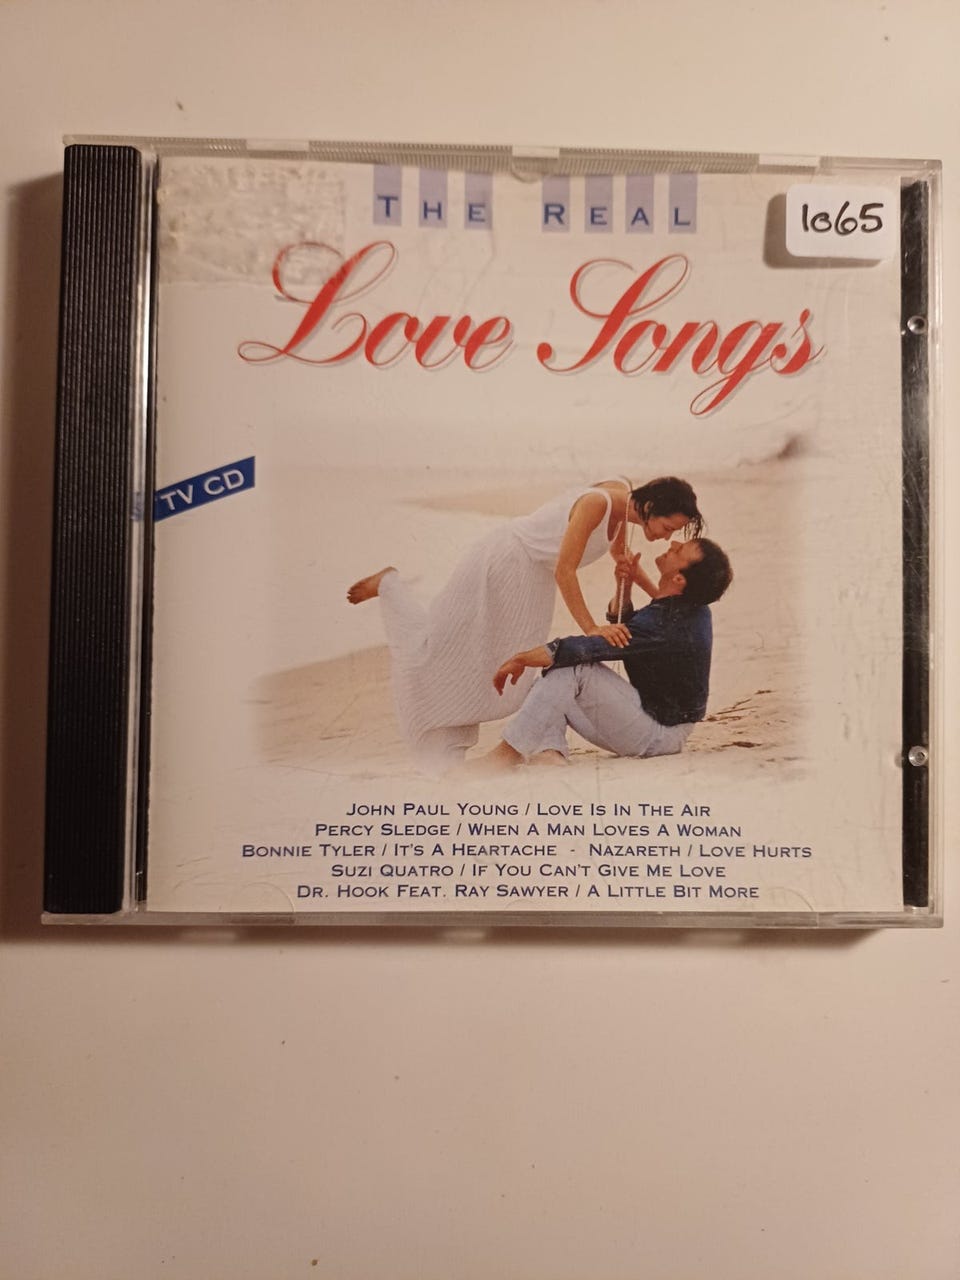 THE REAL
1865
Love Songs
TV CD
JOHN PAUL YOUNG / LOVE IS IN THE AIR
PERCY SLEDGE / WHEN A MAN LOVES A WOMAN
BONNIE TYLER / IT'S A HEARTACHE - NAZARETH / LOVE HURTS
SUZI QUATRO / IF YOU CAN'T GIVE ME LOVE
DR. HOOK FEAT. RAY SAWYER / A LITTLE BIT MORE